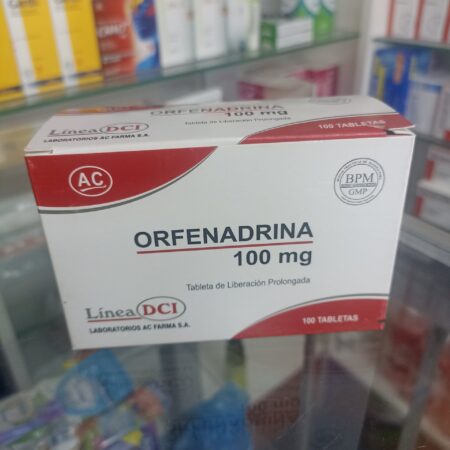 Línea DCI
LABORATORIOS AC FARMA S.A.
ORFENADRINA
100 mg
Tableta de Liberación Prolongada
100 TABLETAS
AC.
BPM
GMP
ORFENADRINA
100 mg
Tableta de Liberación Prolongada
Línea DCI
LABORATORIOS AC FARMA S.A.
100 TABLETAS